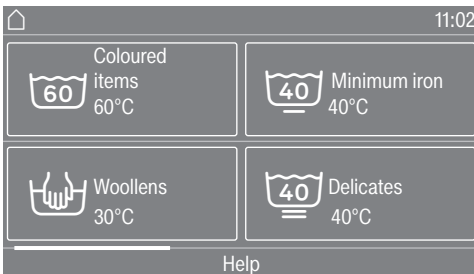 11:02
Coloured
items
60
60°C
Minimum iron
40
40°C
Woollens
30°C
Delicates
40
40°C
Help